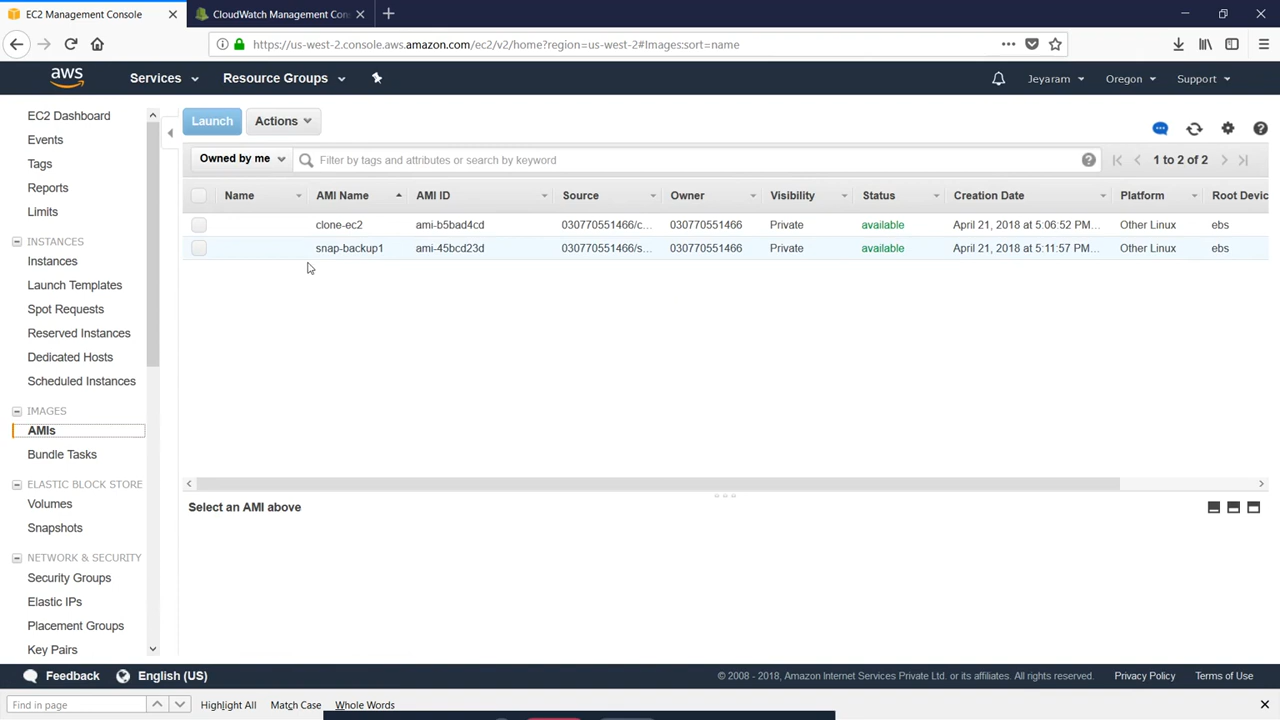 EC2 Management Console
CloudWatch Management Con
https://us-west-2.console.aws.amazon.com/ec2/v2/home?region=us-west-2#Images:sort=name
aws
Services
Resource Groups
Jeyaram
Oregon
Support
EC2 Dashboard
Events
Tags
Reports
Limits
INSTANCES
Instances
Launch Templates
Spot Requests
Reserved Instances
Dedicated Hosts
Scheduled Instances
IMAGES
AMIs
Bundle Tasks
ELASTIC BLOCK STORE
Volumes
Snapshots
NETWORK & SECURITY
Security Groups
Elastic IPs
Placement Groups
Key Pairs
Launch Actions
Owned by me Filter by tags and attributes or search by keyword 1 to 2 of 2
Name AMI Name AMI ID Source Owner Visibility Status Creation Date Platform Root Devic
clone-ec2 ami-b5bad4cd 030770551466/c... 030770551466 Private available April 21, 2018 at 5:06:52 PM... Other Linux ebs
snap-backup1 ami-45bcd23d 030770551466/s... 030770551466 Private available April 21, 2018 at 5:11:57 PM... Other Linux ebs
Select an AMI above
Feedback English (US) © 2008 - 2018, Amazon Internet Services Private Ltd. or its affiliates. All rights reserved. Privacy Policy Terms of Use
Find in page Highlight All Match Case Whole Words